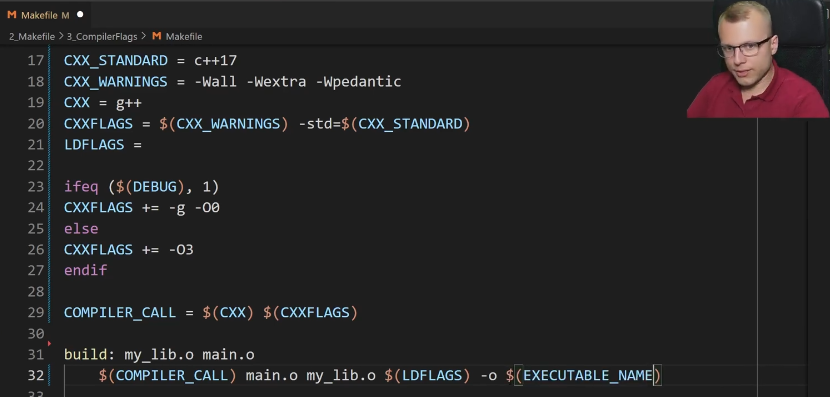 Makefile M
2_Makefile > 3_CompilerFlags > Makefile
17 CXX_STANDARD = c++17
18 CXX_WARNINGS = -Wall -Wextra -Wpedantic
19 CXX = g++
20 CXXFLAGS = $(CXX_WARNINGS) -std=$(CXX_STANDARD)
21 LDFLAGS =
22
23 ifeq ($(DEBUG), 1)
24 CXXFLAGS += -g -O0
25 else
26 CXXFLAGS += -O3
27 endif
28
29 COMPILER_CALL = $(CXX) $(CXXFLAGS)
30
31 build: my_lib.o main.o
32 $(COMPILER_CALL) main.o my_lib.o $(LDFLAGS) -o $(EXECUTABLE_NAME)
33